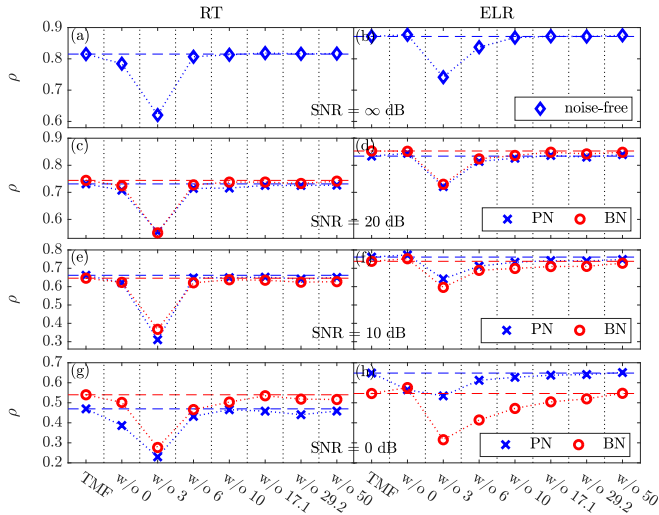 RT ELR
(a) (b)
ρ
0.9
0.8
0.7
0.6
SNR = ∞ dB
noise-free
(c) (d)
ρ
0.9
0.8
0.7
0.6
SNR = 20 dB
PN BN
(e) (f)
ρ
0.8
0.7
0.6
0.5
0.4
0.3
SNR = 10 dB
PN BN
(g) (h)
ρ
0.7
0.6
0.5
0.4
0.3
0.2
SNR = 0 dB
PN BN
TMF w/o 0 w/o 3 w/o 6 w/o 10 w/o 17.1 w/o 29.2 w/o 50 TMF w/o 0 w/o 3 w/o 6 w/o 10 w/o 17.1 w/o 29.2 w/o 50